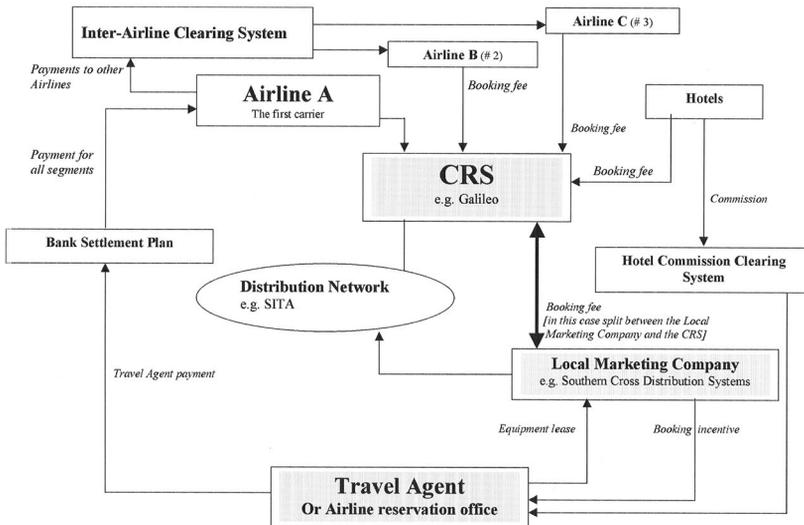 Inter-Airline Clearing System
Airline C (# 3)
Airline B (# 2)
Payments to other
Airlines
Airline A
The first carrier
Booking fee
Hotels
Booking fee
Payment for
all segments
CRS
e.g. Galileo
Booking fee
Commission
Bank Settlement Plan
Hotel Commission Clearing
System
Distribution Network
e.g. SITA
Booking fee
[in this case split between the Local
Marketing Company and the CRS]
Local Marketing Company
e.g. Southern Cross Distribution Systems
Travel Agent payment
Equipment lease
Booking incentive
Travel Agent
Or Airline reservation office